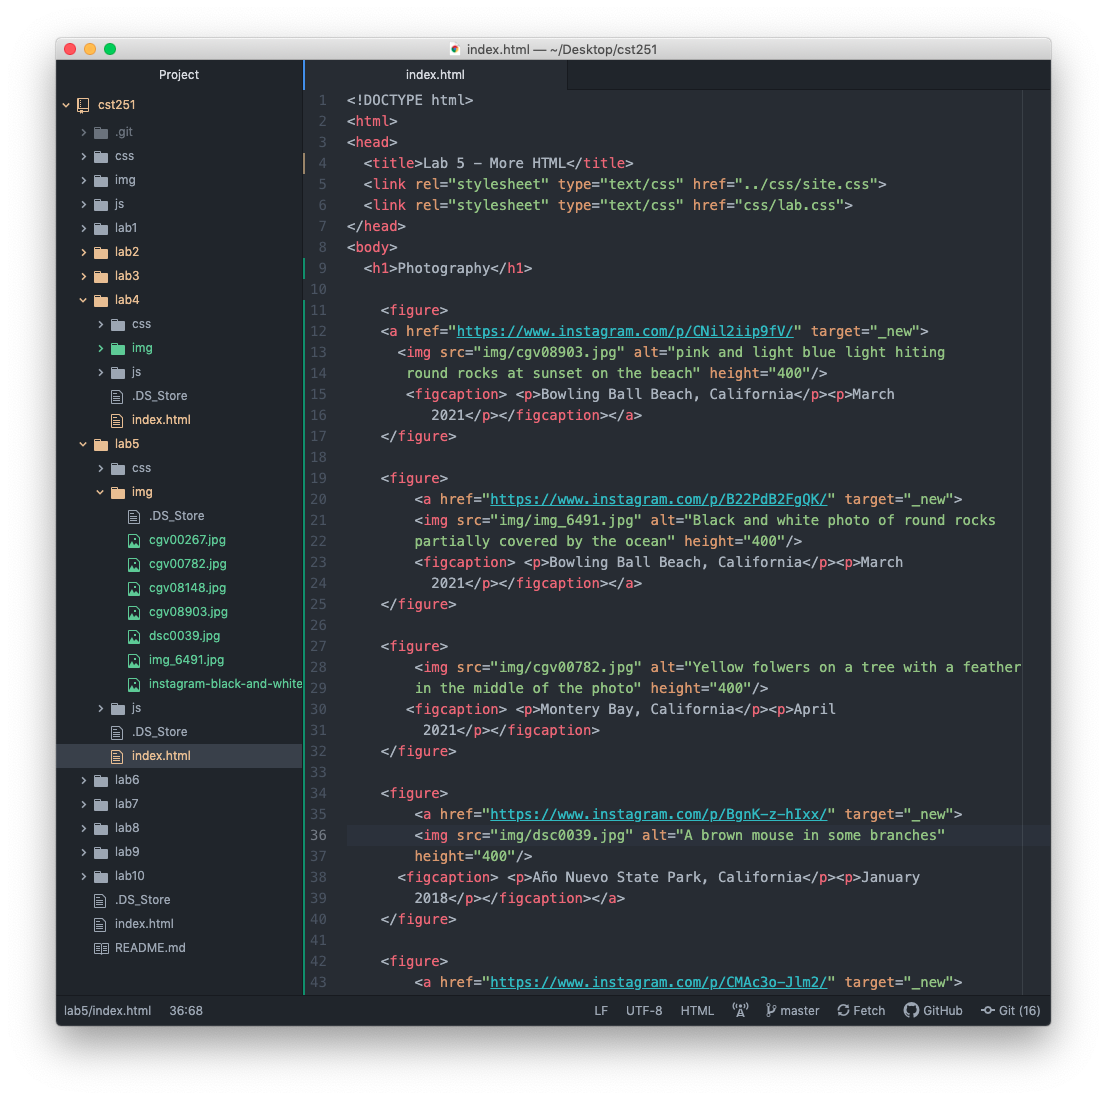 index.html — ~/Desktop/cst251
Project
cst251
.git
css
img
js
lab1
lab2
lab3
lab4
css
img
js
.DS_Store
index.html
lab5
css
img
.DS_Store
cgv00267.jpg
cgv00782.jpg
cgv08148.jpg
cgv08903.jpg
dsc0039.jpg
img_6491.jpg
instagram-black-and-white
js
.DS_Store
index.html
lab6
lab7
lab8
lab9
lab10
.DS_Store
index.html
README.md
index.html
1 <!DOCTYPE html>
2 <html>
3 <head>
4 <title>Lab 5 - More HTML</title>
5 <link rel="stylesheet" type="text/css" href="../css/site.css">
6 <link rel="stylesheet" type="text/css" href="css/lab.css">
7 </head>
8 <body>
9 <h1>Photography</h1>
10
11 <figure>
12 <a href="https://www.instagram.com/p/CNil2iip9fV/" target="_new">
13 <img src="img/cgv08903.jpg" alt="pink and light blue light hiting
14 round rocks at sunset on the beach" height="400"/>
15 <figcaption> <p>Bowling Ball Beach, California</p><p>March
16 2021</p></figcaption></a>
17 </figure>
18
19 <figure>
20 <a href="https://www.instagram.com/p/B22PdB2FgQK/" target="_new">
21 <img src="img/img_6491.jpg" alt="Black and white photo of round rocks
22 partially covered by the ocean" height="400"/>
23 <figcaption> <p>Bowling Ball Beach, California</p><p>March
24 2021</p></figcaption></a>
25 </figure>
26
27 <figure>
28 <img src="img/cgv00782.jpg" alt="Yellow folwers on a tree with a feather
29 in the middle of the photo" height="400"/>
30 <figcaption> <p>Montery Bay, California</p><p>April
31 2021</p></figcaption>
32 </figure>
33
34 <figure>
35 <a href="https://www.instagram.com/p/BgnK-z-hIxx/" target="_new">
36 <img src="img/dsc0039.jpg" alt="A brown mouse in some branches"
37 height="400"/>
38 <figcaption> <p>Año Nuevo State Park, California</p><p>January
39 2018</p></figcaption></a>
40 </figure>
41
42 <figure>
43 <a href="https://www.instagram.com/p/CMAc3o-Jlm2/" target="_new">
lab5/index.html 36:68 LF UTF-8 HTML master Fetch GitHub Git (16)